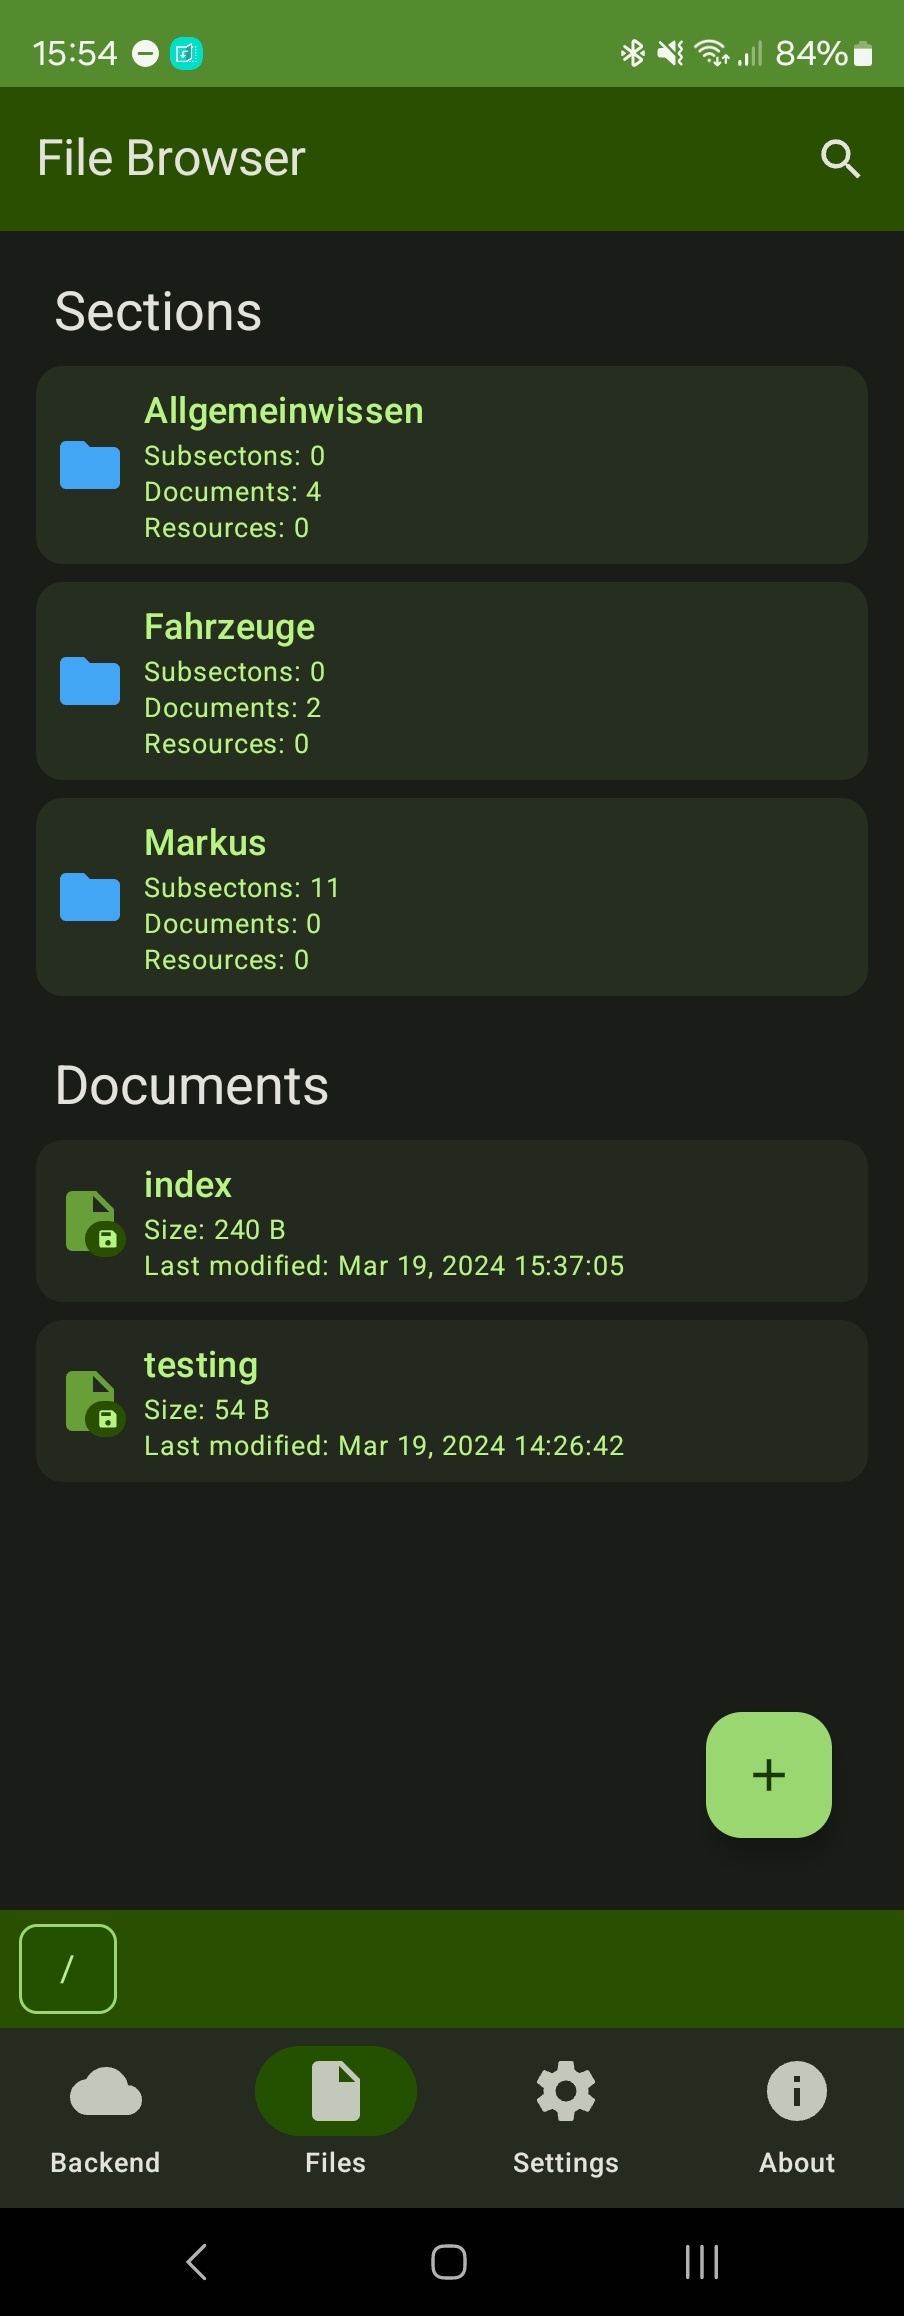 15:54
84%
File Browser
Sections
Allgemeinwissen
Subsectons: 0
Documents: 4
Resources: 0
Fahrzeuge
Subsectons: 0
Documents: 2
Resources: 0
Markus
Subsectons: 11
Documents: 0
Resources: 0
Documents
index
Size: 240 B
Last modified: Mar 19, 2024 15:37:05
testing
Size: 54 B
Last modified: Mar 19, 2024 14:26:42
+
/
Backend
Files
Settings
About